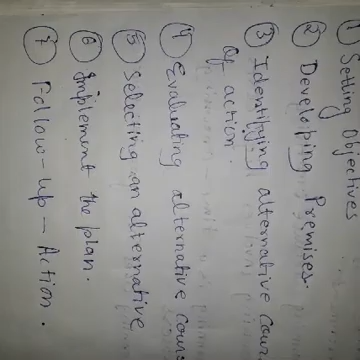 ① Setting Objectives
② Developing Premises.
③ Identifying alternative Cou
of action.
④ Evaluating alternative Cours
⑤ Selecting an alternative
⑥ Implement the plan.
⑦ Follow-up - Action.